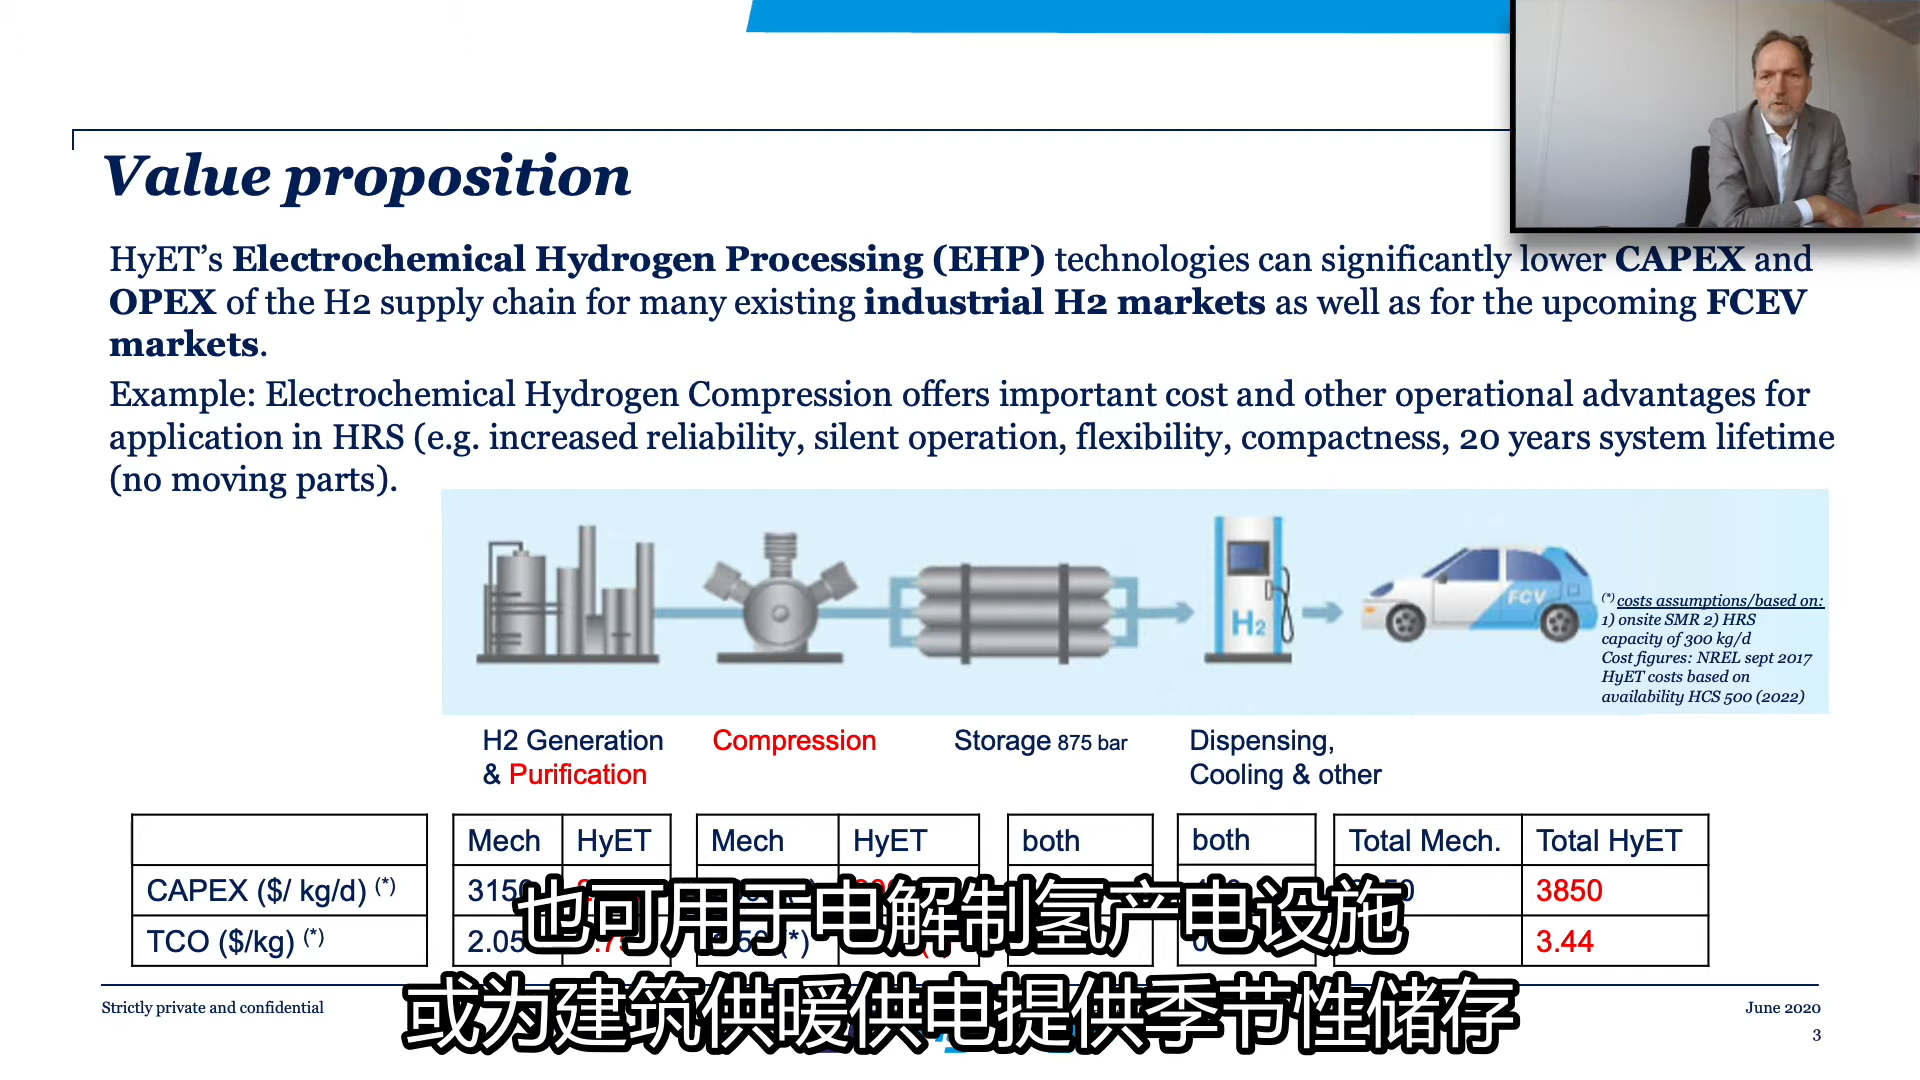 Value proposition
HyET’s Electrochemical Hydrogen Processing (EHP) technologies can significantly lower CAPEX and
OPEX of the H2 supply chain for many existing industrial H2 markets as well as for the upcoming FCEV
markets.
Example: Electrochemical Hydrogen Compression offers important cost and other operational advantages for
application in HRS (e.g. increased reliability, silent operation, flexibility, compactness, 20 years system lifetime
(no moving parts).
H2
FCV
(*) costs assumptions/based on:
1) onsite SMR 2) HRS
capacity of 300 kg/d
Cost figures: NREL sept 2017
HyET costs based on
availability HCS 500 (2022)
H2 Generation
& Purification
Compression
Storage 875 bar
Dispensing,
Cooling & other
Mech HyET Mech HyET both both Total Mech. Total HyET
CAPEX ($/ kg/d) (*) 3150 3850
TCO ($/kg) (*) 2.05 3.44
也可用于电解制氢产电设施
或为建筑供暖供电提供季节性储存
Strictly private and confidential
June 2020
3